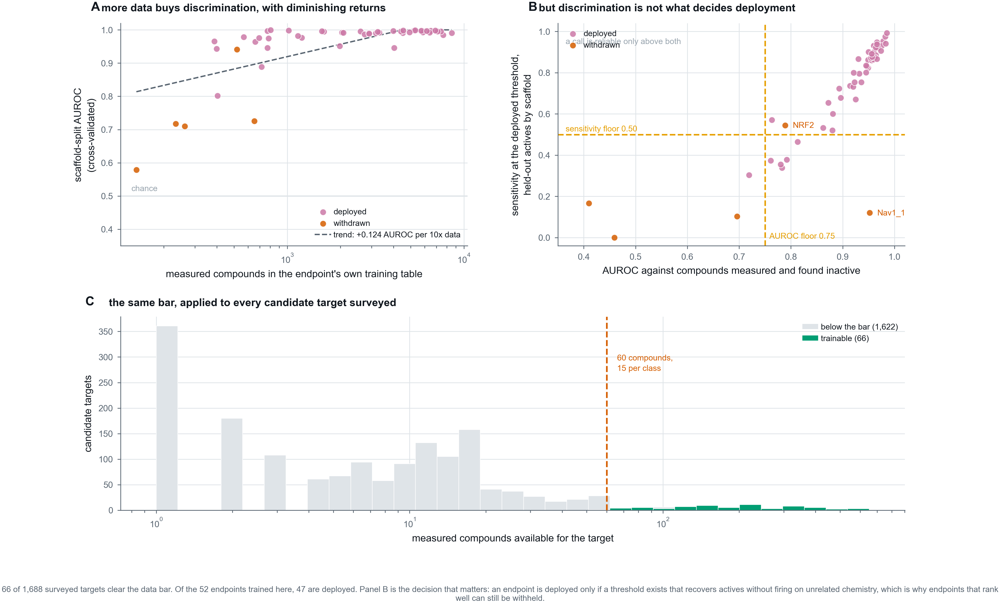 A more data buys discrimination, with diminishing returns
scaffold-split AUROC
(cross-validated)
1.0
0.9
0.8
0.7
0.6
0.5
0.4
chance
deployed
withdrawn
trend: +0.124 AUROC per 10x data
10^3
10^4
measured compounds in the endpoint's own training table
B but discrimination is not what decides deployment
sensitivity at the deployed threshold,
held-out actives by scaffold
1.0
0.8
0.6
0.4
0.2
0.0
deployed
a call is reliable only above both
withdrawn
sensitivity floor 0.50
NRF2
Nav1_1
AUROC floor 0.75
0.4
0.5
0.6
0.7
0.8
0.9
1.0
AUROC against compounds measured and found inactive
C the same bar, applied to every candidate target surveyed
candidate targets
350
300
250
200
150
100
50
0
below the bar (1,622)
trainable (66)
60 compounds,
15 per class
10^0
10^1
10^2
measured compounds available for the target
66 of 1,688 surveyed targets clear the data bar. Of the 52 endpoints trained here, 47 are deployed. Panel B is the decision that matters: an endpoint is deployed only if a threshold exists that recovers actives without firing on unrelated chemistry, which is why endpoints that rank
well can still be withheld.